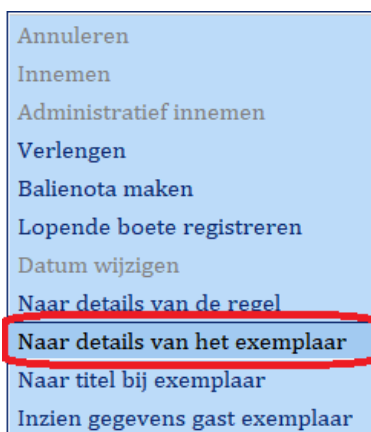 Annuleren
Innemen
Administratief innemen
Verlengen
Balienota maken
Lopende boete registreren
Datum wijzigen
Naar details van de regel
Naar details van het exemplaar
Naar titel bij exemplaar
Inzien gegevens gast exemplaar